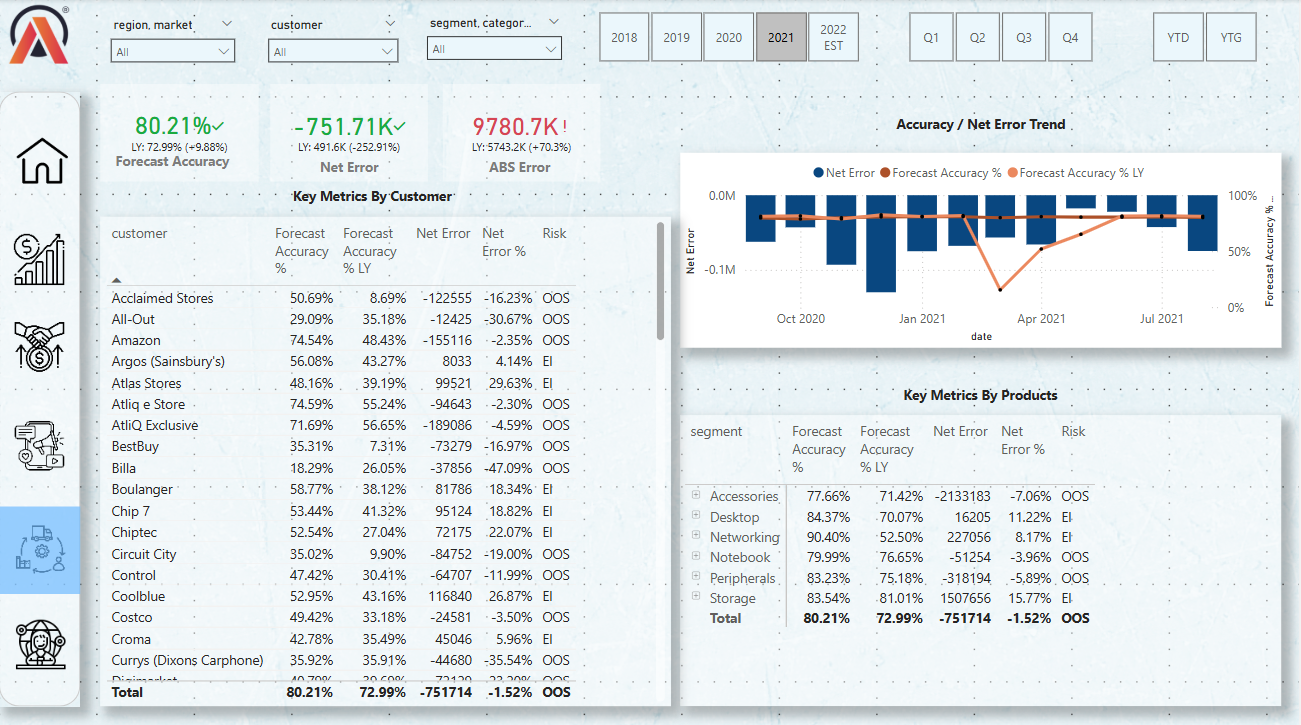 region, market
customer
segment, categor...
All
All
All
2018
2019
2020
2021
2022
EST
Q1
Q2
Q3
Q4
YTD
YTG
80.21%
LY: 72.99% (+9.88%)
Forecast Accuracy
-751.71K
LY: 491.6K (-252.91%)
Net Error
9780.7K !
LY: 5743.2K (+70.3%)
ABS Error
Accuracy / Net Error Trend
Net Error Forecast Accuracy % Forecast Accuracy % LY
0.0M
-0.1M
Net Error
100%
50%
0%
Forecast Accuracy % ...
Oct 2020 Jan 2021 Apr 2021 Jul 2021
date
Key Metrics By Customer
customer Forecast Accuracy % Forecast Accuracy % LY Net Error Net Error % Risk
Acclaimed Stores 50.69% 8.69% -122555 -16.23% OOS
All-Out 29.09% 35.18% -12425 -30.67% OOS
Amazon 74.54% 48.43% -155116 -2.35% OOS
Argos (Sainsbury's) 56.08% 43.27% 8033 4.14% EI
Atlas Stores 48.16% 39.19% 99521 29.63% EI
Atliq e Store 74.59% 55.24% -94643 -2.30% OOS
AtliQ Exclusive 71.69% 56.65% -189086 -4.59% OOS
BestBuy 35.31% 7.31% -73279 -16.97% OOS
Billa 18.29% 26.05% -37856 -47.09% OOS
Boulanger 58.77% 38.12% 81786 18.34% EI
Chip 7 53.44% 41.32% 95124 18.82% EI
Chiptec 52.54% 27.04% 72175 22.07% EI
Circuit City 35.02% 9.90% -84752 -19.00% OOS
Control 47.42% 30.41% -64707 -11.99% OOS
Coolblue 52.95% 43.16% 116840 26.87% EI
Costco 49.42% 33.18% -24581 -3.50% OOS
Croma 42.78% 35.49% 45046 5.96% EI
Currys (Dixons Carphone) 35.92% 35.91% -44680 -35.54% OOS
Total 80.21% 72.99% -751714 -1.52% OOS
Key Metrics By Products
segment Forecast Accuracy % Forecast Accuracy % LY Net Error Net Error % Risk
Accessories 77.66% 71.42% -2133183 -7.06% OOS
Desktop 84.37% 70.07% 16205 11.22% EI
Networking 90.40% 52.50% 227056 8.17% EI
Notebook 79.99% 76.65% -51254 -3.96% OOS
Peripherals 83.23% 75.18% -318194 -5.89% OOS
Storage 83.54% 81.01% 1507656 15.77% EI
Total 80.21% 72.99% -751714 -1.52% OOS